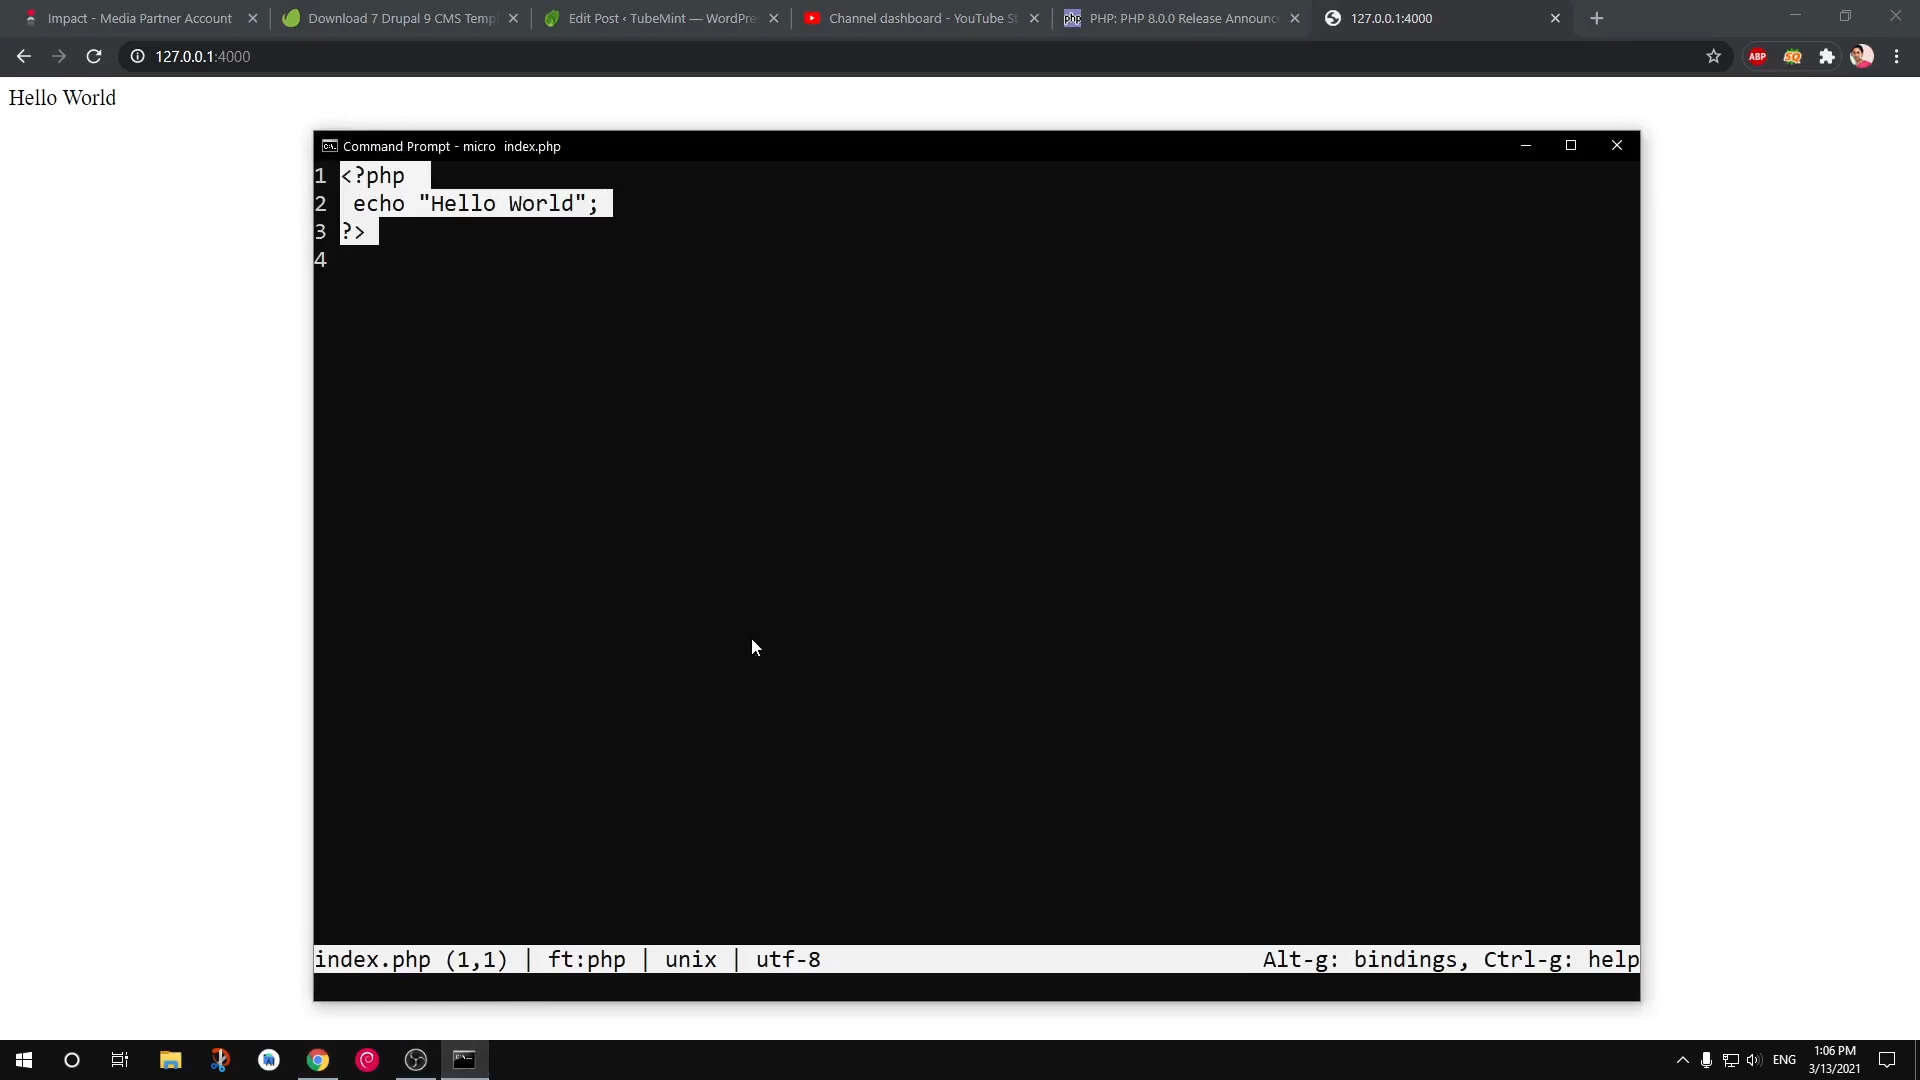 Impact - Media Partner Account
Download 7 Drupal 9 CMS Temp
Edit Post ‹ TubeMint — WordPre
Channel dashboard - YouTube St
PHP: PHP 8.0.0 Release Announc
127.0.0.1:4000
127.0.0.1:4000
ABP
SQ
Hello World
Command Prompt - micro  index.php
1 <?php
2  echo "Hello World";
3 ?>
4
index.php (1,1) | ft:php | unix | utf-8
Alt-g: bindings, Ctrl-g: help
ENG
1:06 PM
3/13/2021